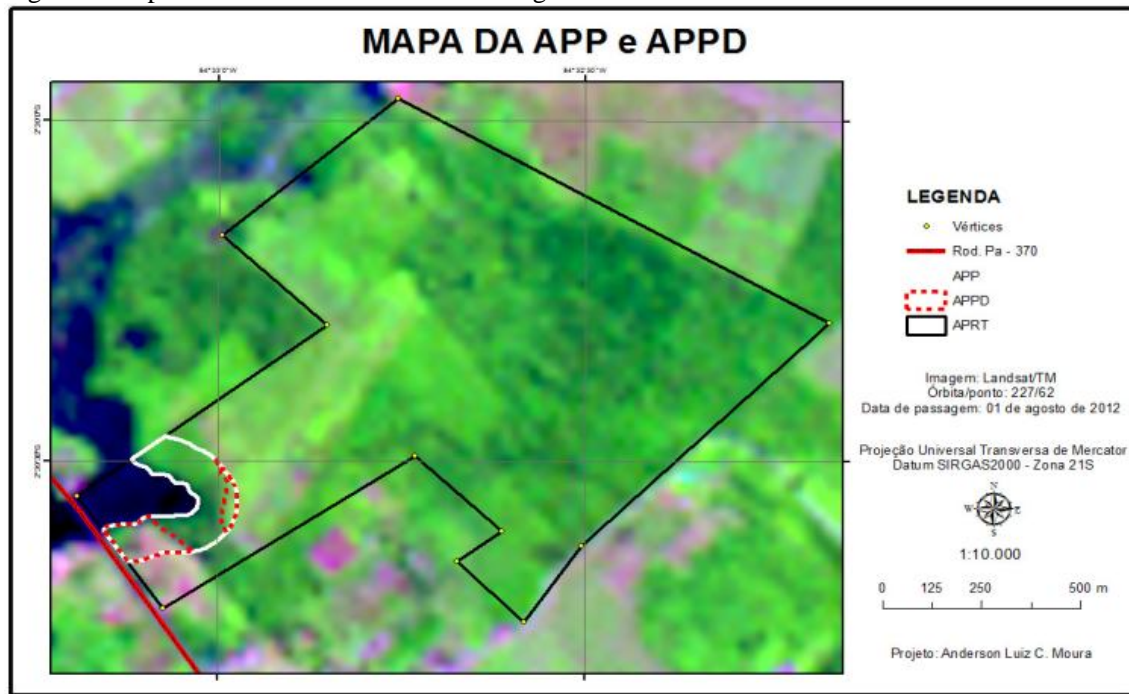 MAPA DA APP e APPD
LEGENDA
Vértices
Rod. Pa - 370
APP
APPD
APRT
Imagem: Landsat/TM
Órbita/ponto: 227/62
Data de passagem: 01 de agosto de 2012
Projeção Universal Transversa de Mercator
Datum SIRGAS2000 - Zona 21S
N
W
E
S
1:10.000
0 125 250 500 m
Projeto: Anderson Luiz C. Moura